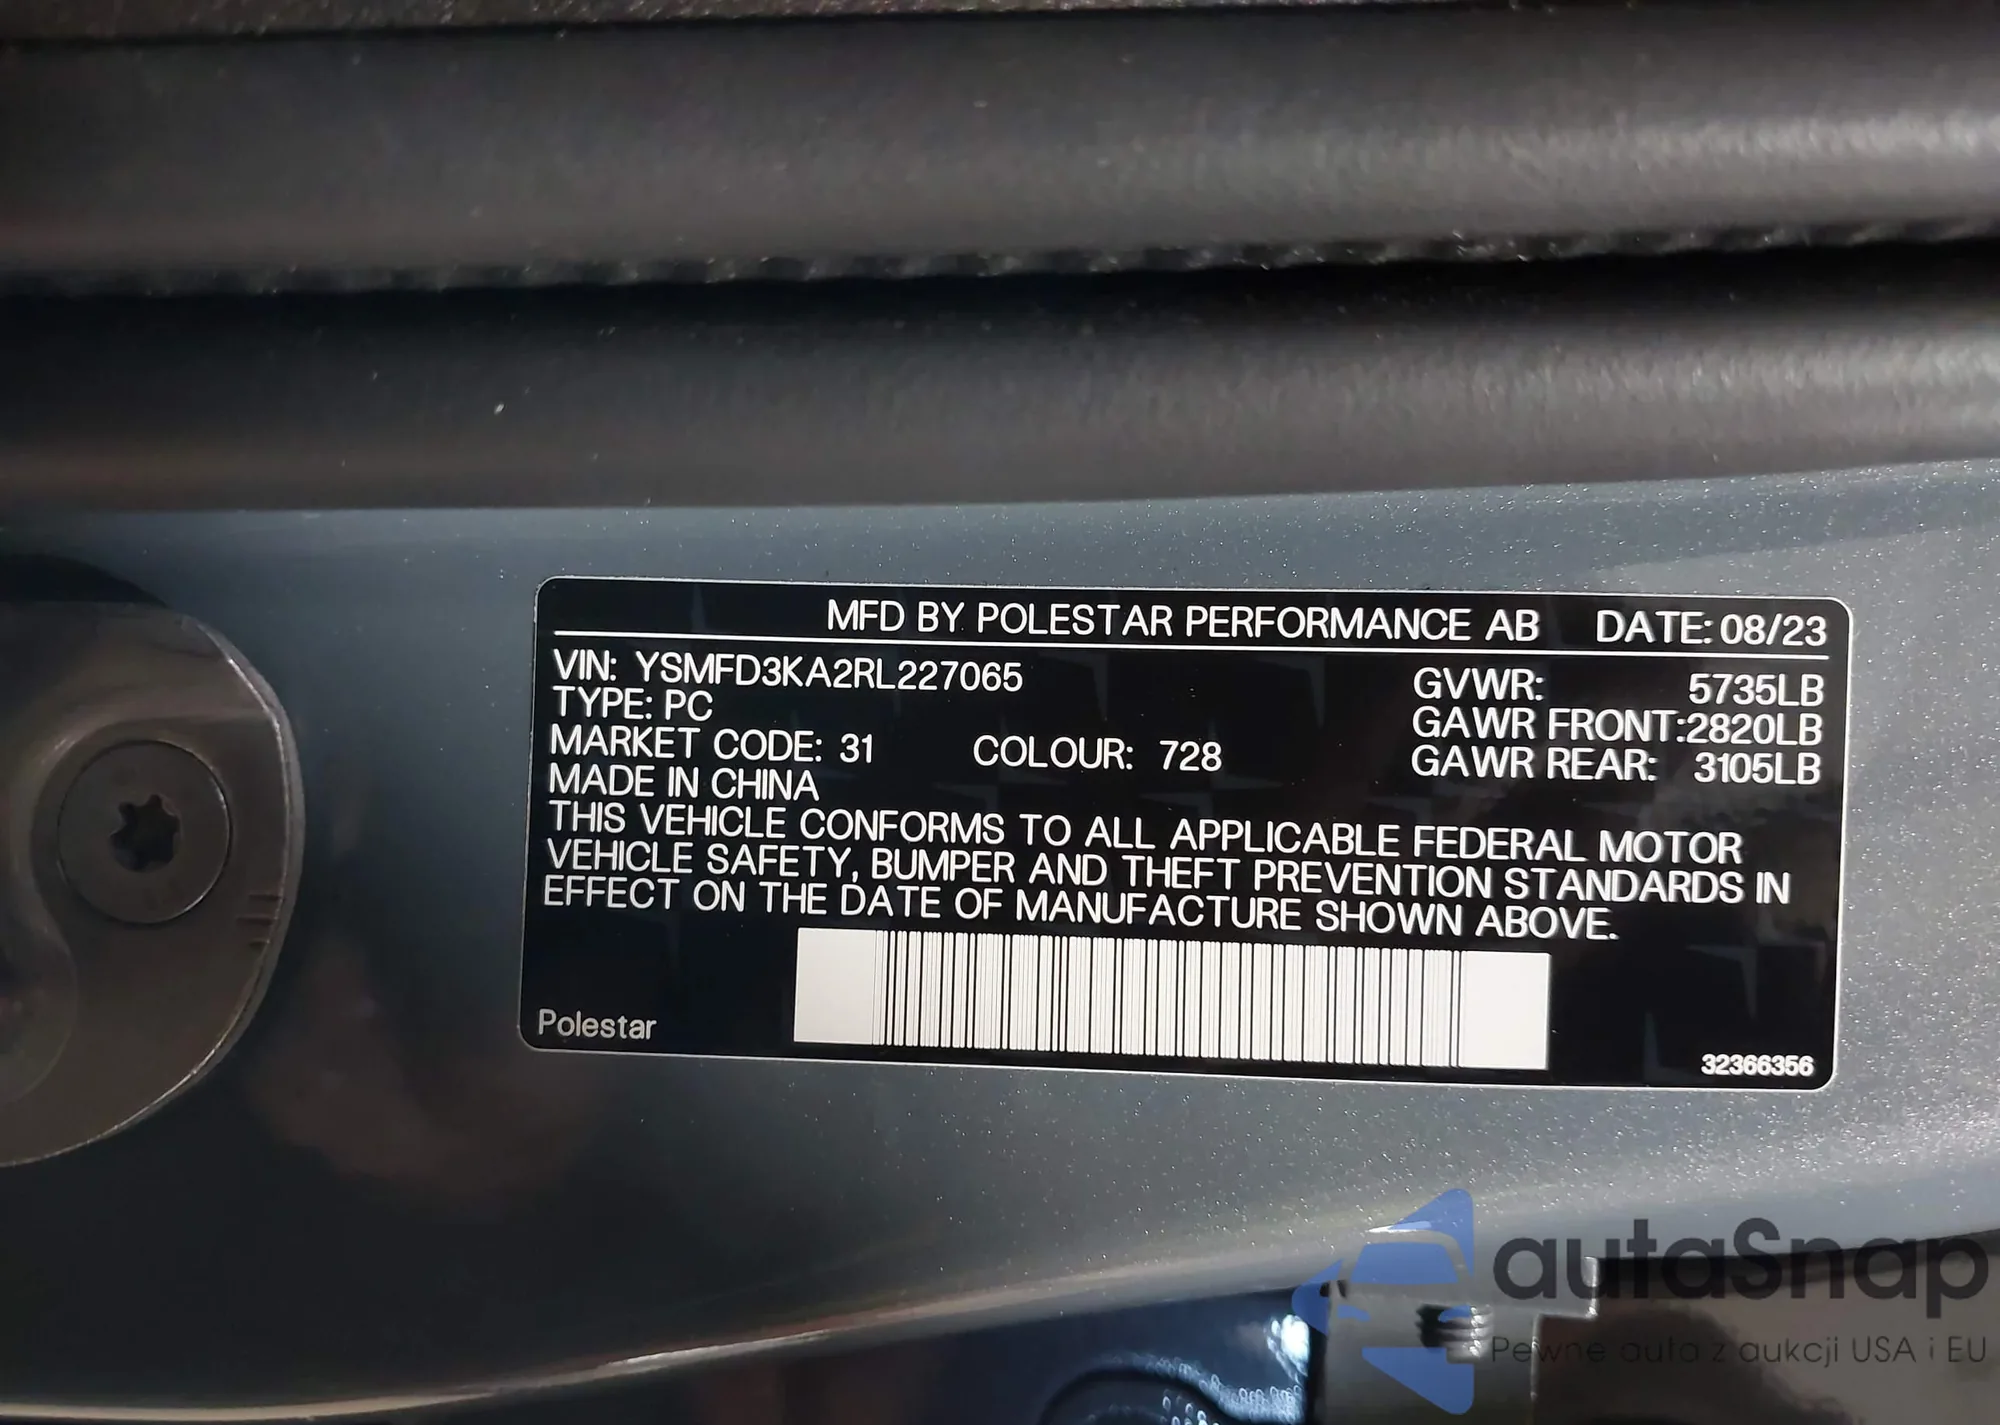 MFD BY POLESTAR PERFORMANCE AB DATE: 08/23
VIN: YSMFD3KA2RL227065 GVWR: 5735LB
TYPE: PC GAWR FRONT:2820LB
MARKET CODE: 31 COLOUR: 728 GAWR REAR: 3105LB
MADE IN CHINA
THIS VEHICLE CONFORMS TO ALL APPLICABLE FEDERAL MOTOR
VEHICLE SAFETY, BUMPER AND THEFT PREVENTION STANDARDS IN
EFFECT ON THE DATE OF MANUFACTURE SHOWN ABOVE.
Polestar
32366356
autaSnap
Pewne auta z aukcji USA i EU